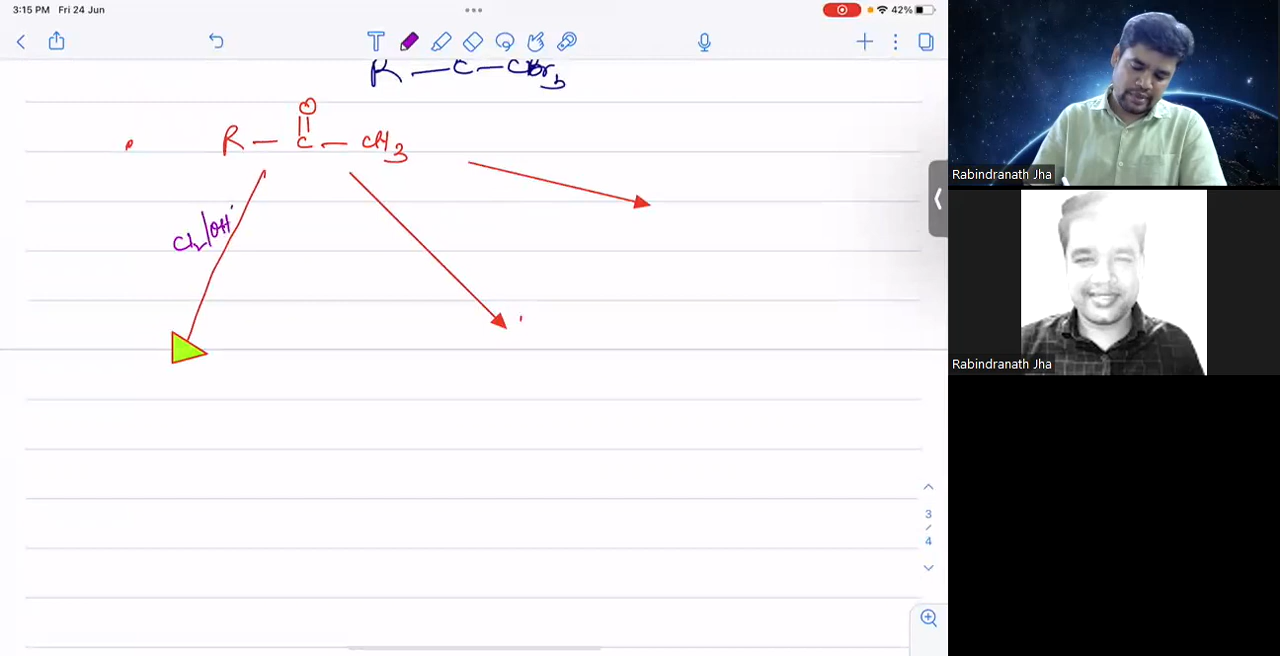 3:15 PM Fri 24 Jun
42%
R — C — CBr3
O
||
R — C — CH3
Cl2/OH-
3
4
Rabindranath Jha
Rabindranath Jha